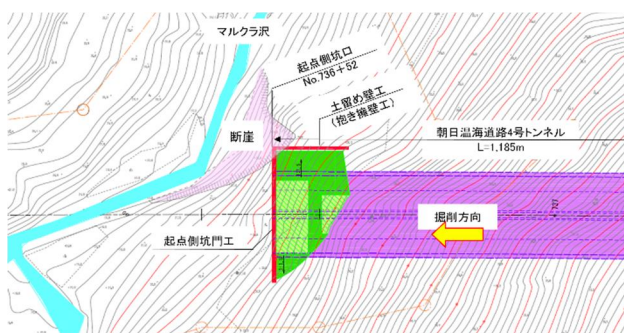 マルクラ沢
起点側坑口
No.736+52
土留め壁工
(抱き擁壁工)
断崖
朝日温海道路4号トンネル
L=1,185m
掘削方向
起点側坑門工
727